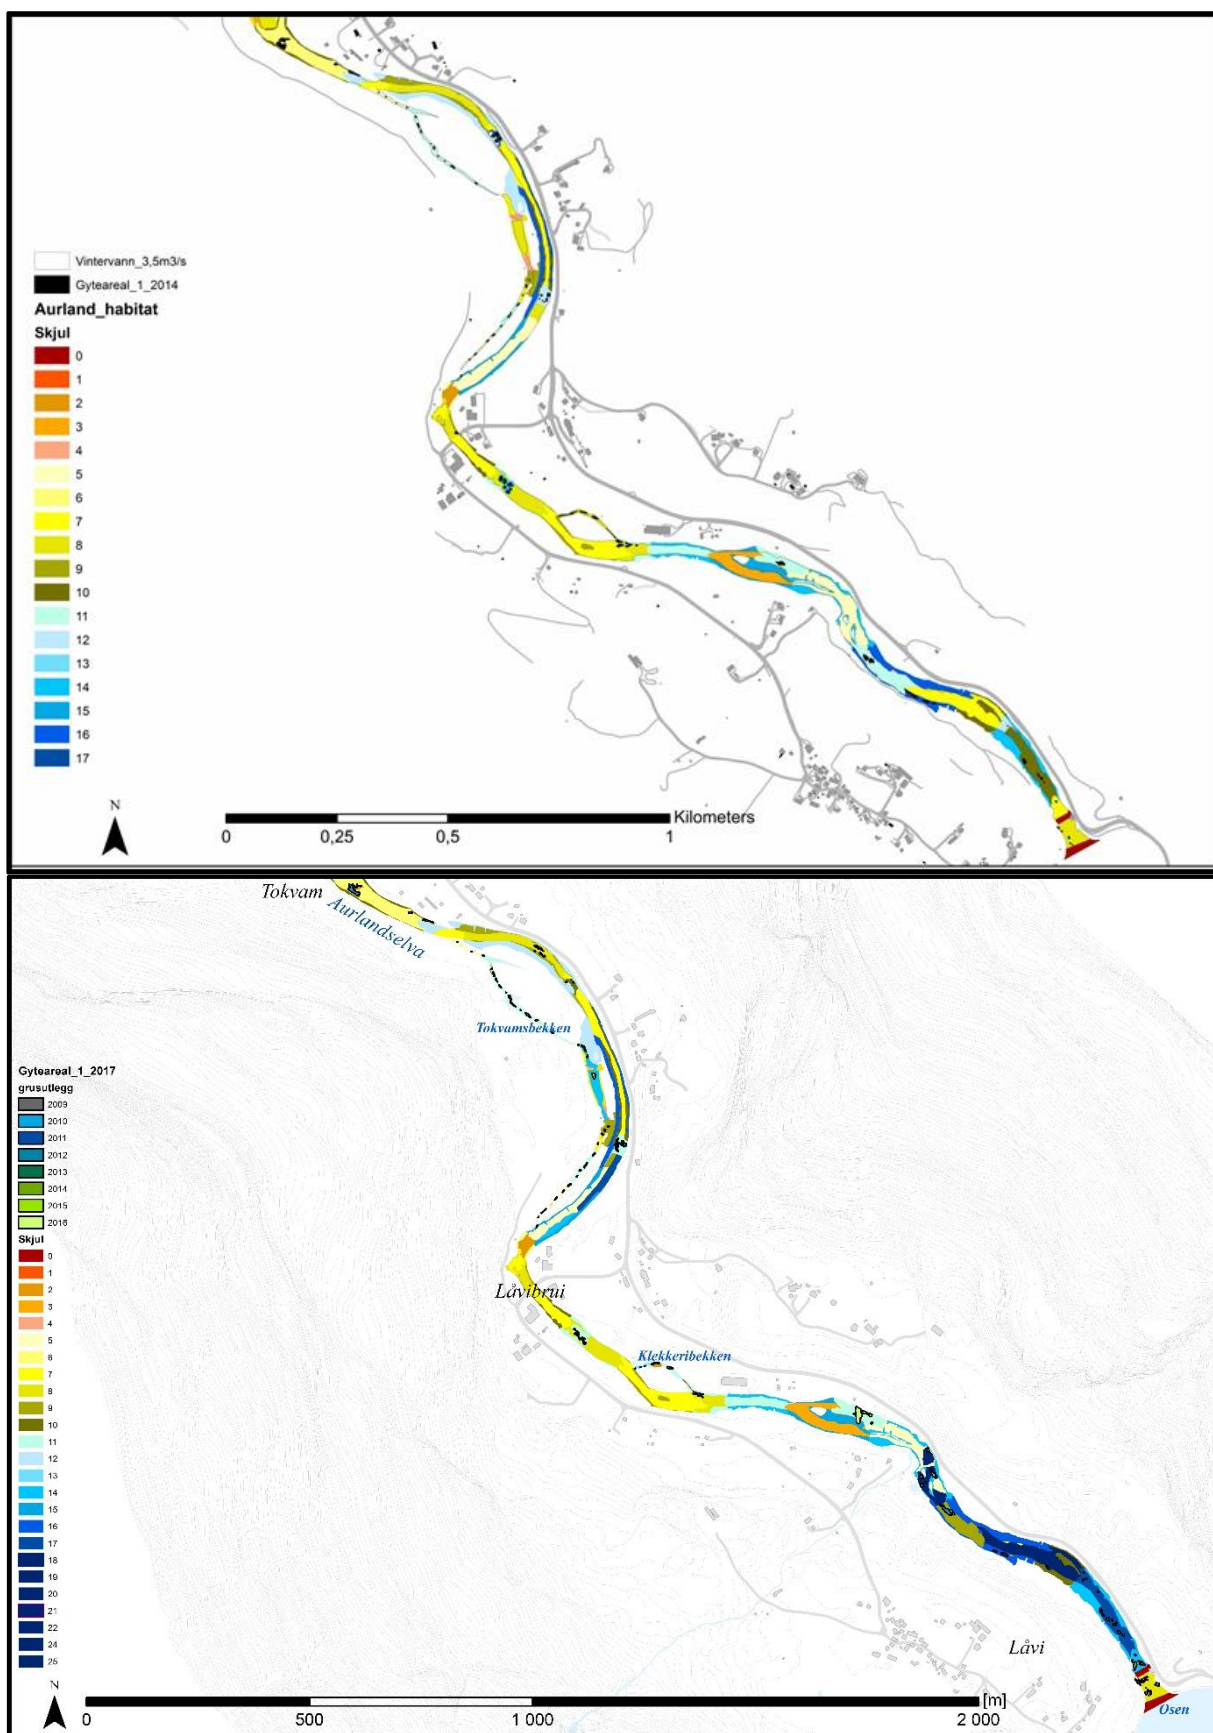 Vintervann_3,5m3/s
Gyteareal_1_2014
Aurland_habitat
Skjul
0
1
2
3
4
5
6
7
8
9
10
11
12
13
14
15
16
17
N
Kilometers
0 0,25 0,5 1
Tokvam
Aurlandselva
Tokvamsbekken
Gyteareal_1_2017
grusutlegg
2009
2010
2011
2012
2013
2014
2015
2016
Skjul
0
1
2
3
4
5
6
7
8
9
10
11
12
13
14
15
16
17
18
19
20
21
22
24
25
Låvibrui
Klekkeribekken
Låvi
Osen
N
[m]
0 500 1 000 2 000